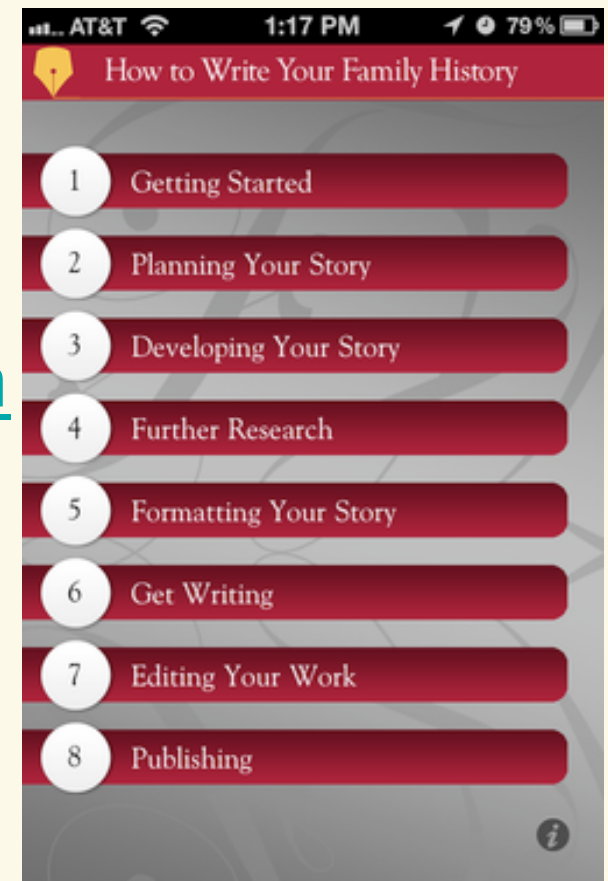 AT&T 1:17 PM 79%
How to Write Your Family History
1 Getting Started
2 Planning Your Story
3 Developing Your Story
4 Further Research
5 Formatting Your Story
6 Get Writing
7 Editing Your Work
8 Publishing
i